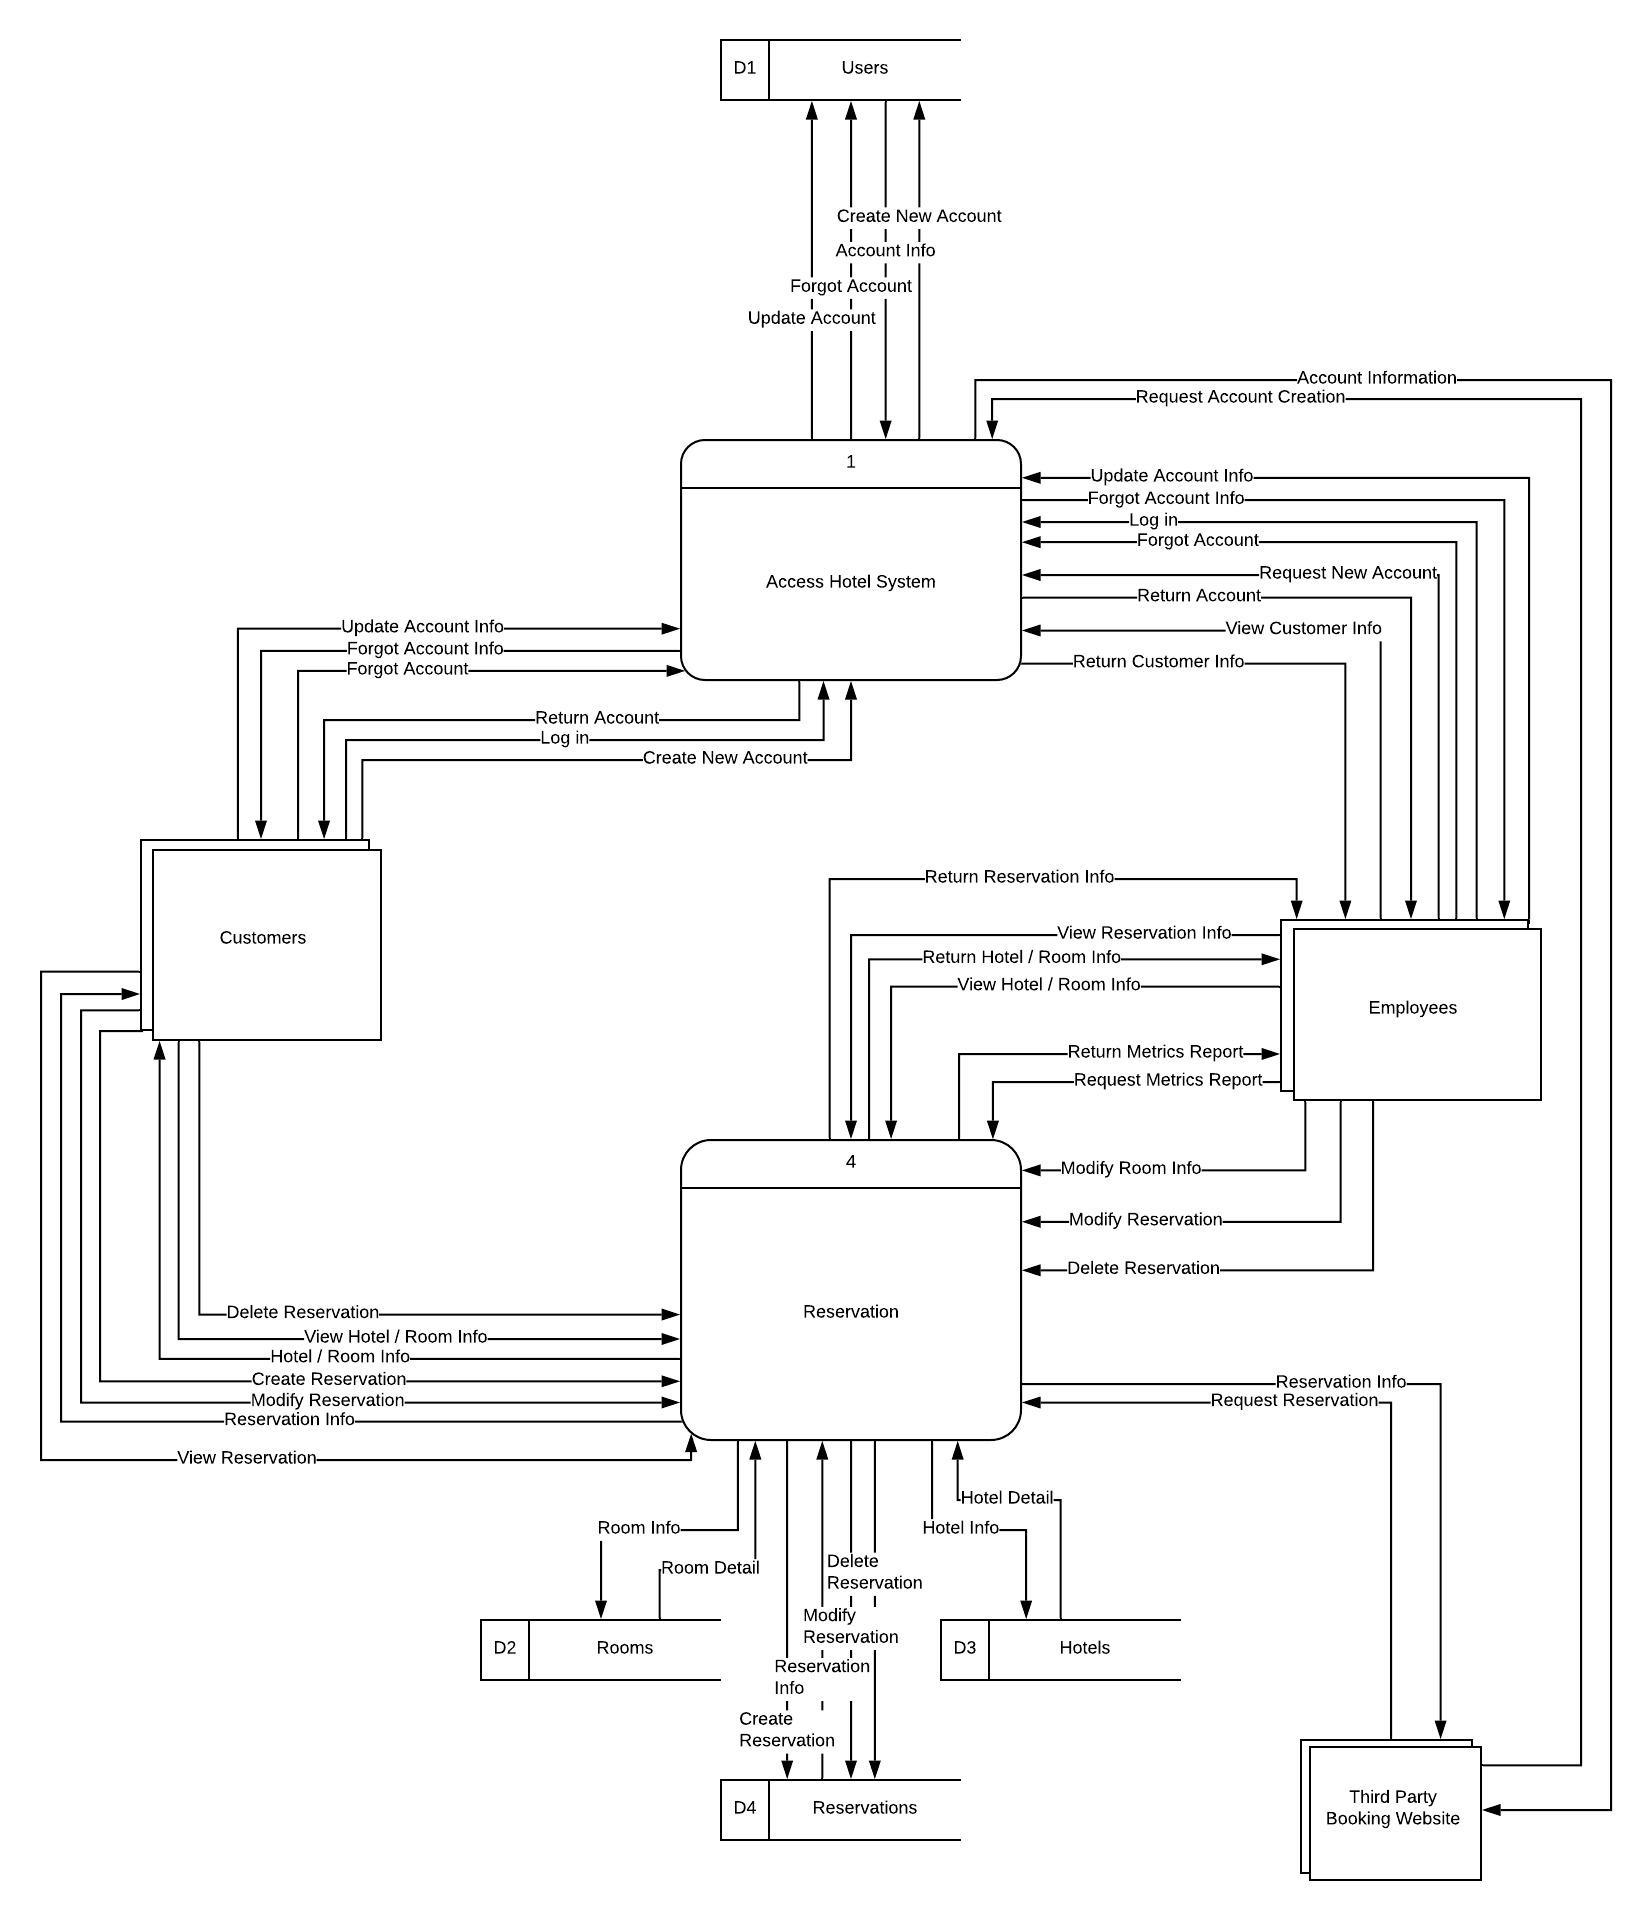 D1
Users
Create New Account
Account Info
Forgot Account
Update Account
Account Information
Request Account Creation
1
Access Hotel System
Update Account Info
Forgot Account Info
Log in
Forgot Account
Request New Account
Return Account
View Customer Info
Return Customer Info
Update Account Info
Forgot Account Info
Forgot Account
Return Account
Log in
Create New Account
Customers
Return Reservation Info
View Reservation Info
Return Hotel / Room Info
View Hotel / Room Info
Employees
Return Metrics Report
Request Metrics Report
4
Reservation
Modify Room Info
Modify Reservation
Delete Reservation
Delete Reservation
View Hotel / Room Info
Hotel / Room Info
Create Reservation
Modify Reservation
Reservation Info
View Reservation
Reservation Info
Request Reservation
Hotel Detail
Hotel Info
Room Info
Room Detail
Delete
Reservation
Modify
Reservation
Reservation
Info
Create
Reservation
D2
Rooms
D3
Hotels
D4
Reservations
Third Party
Booking Website